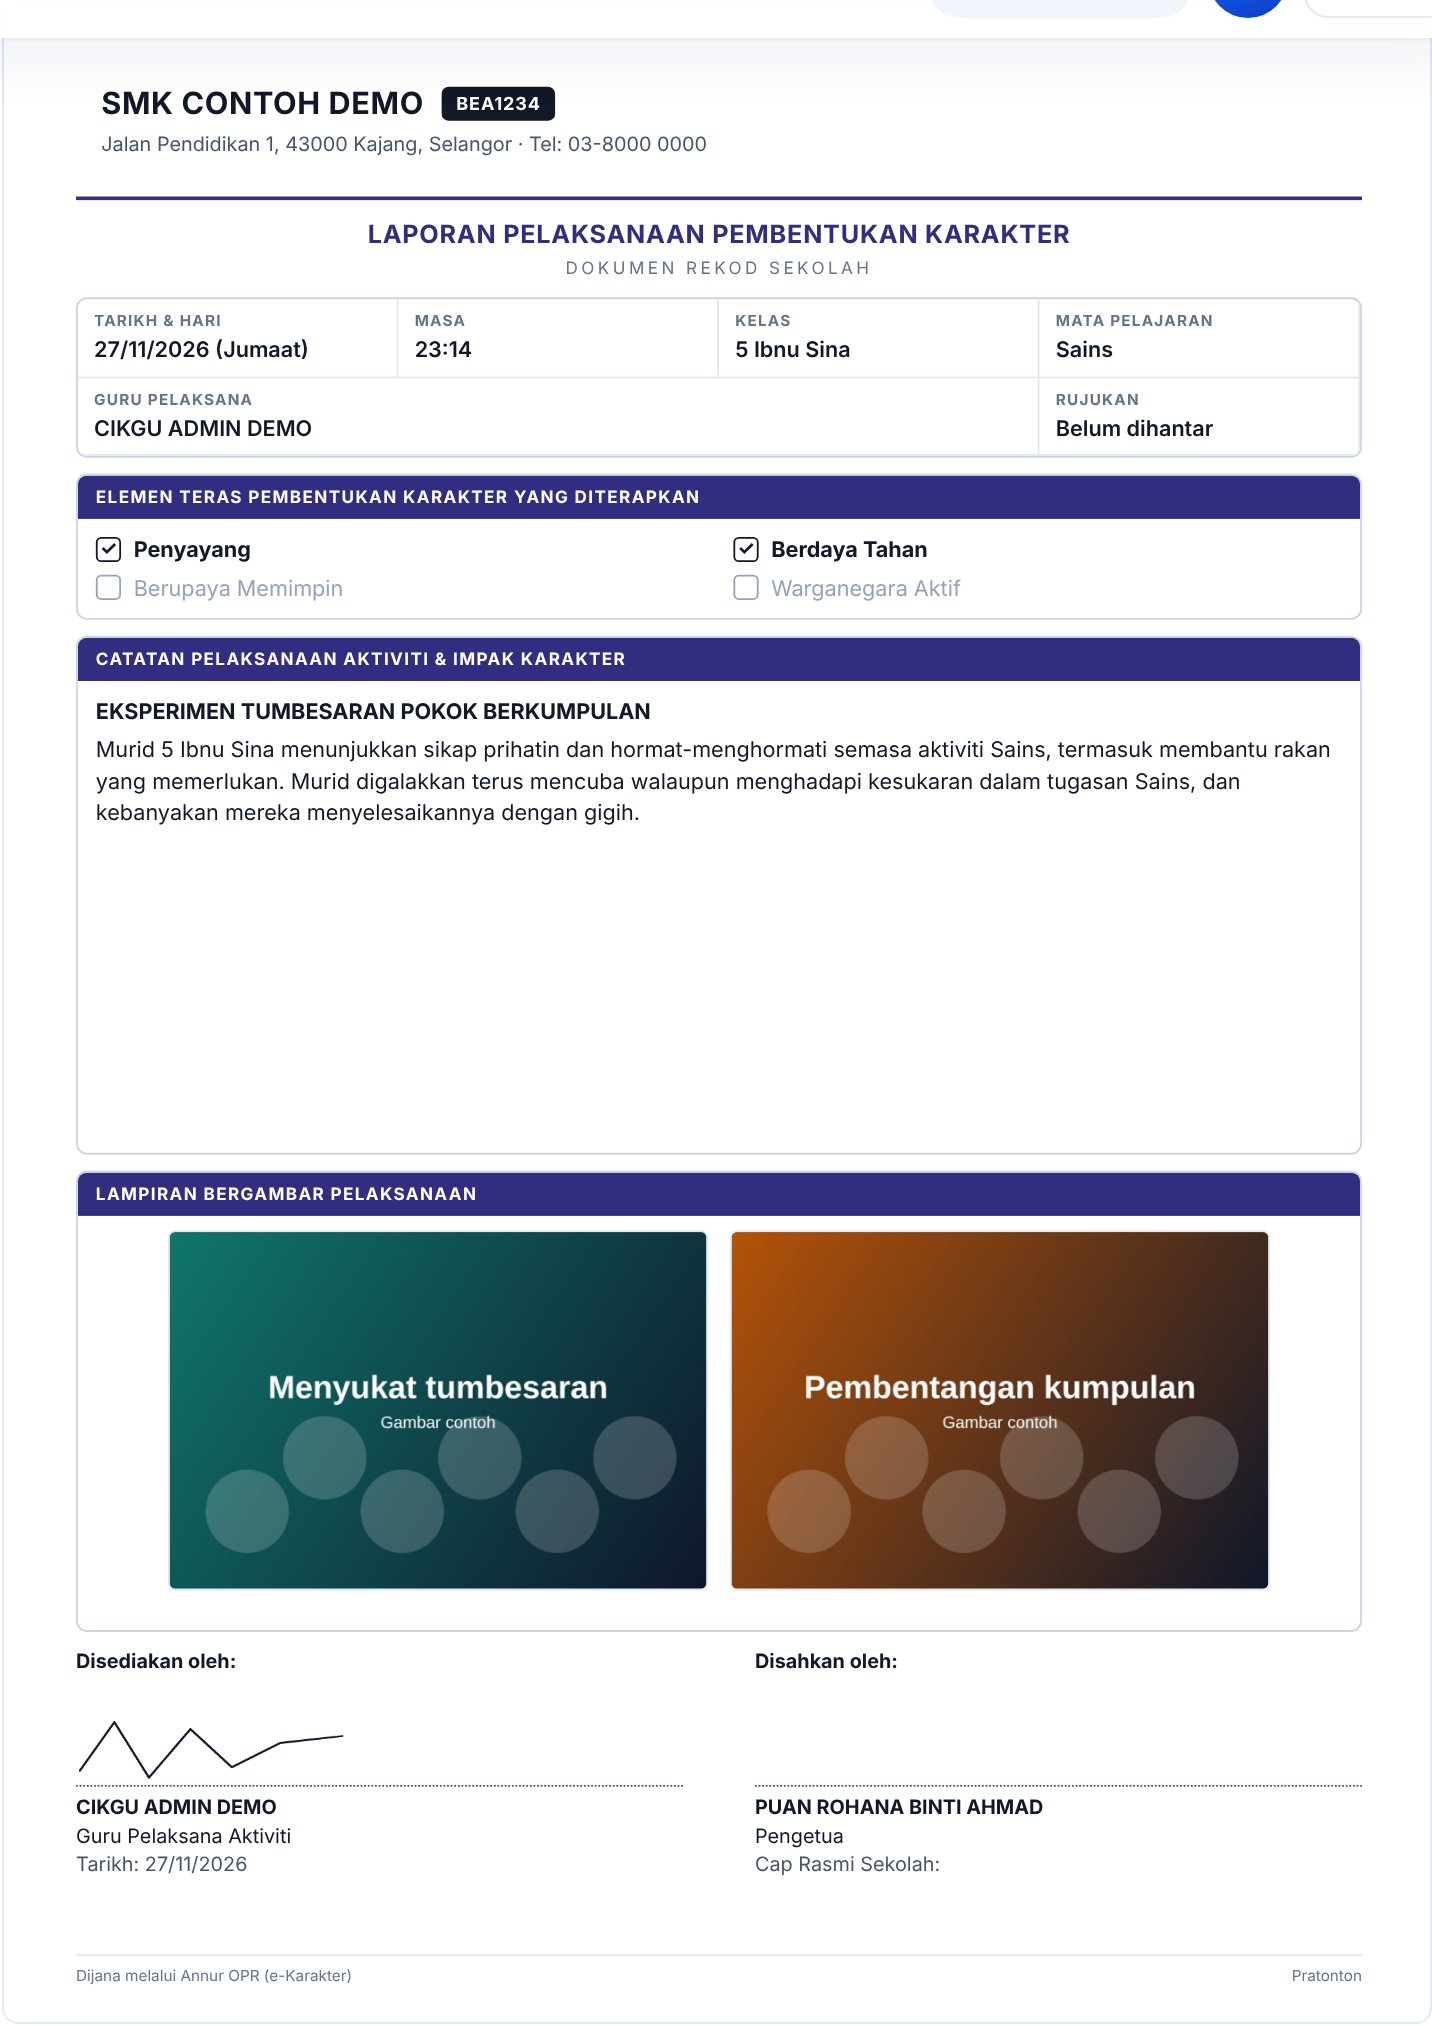 SMK CONTOH DEMO BEA1234
Jalan Pendidikan 1, 43000 Kajang, Selangor · Tel: 03-8000 0000
LAPORAN PELAKSANAAN PEMBENTUKAN KARAKTER
DOKUMEN REKOD SEKOLAH
TARIKH & HARI
27/11/2026 (Jumaat)
MASA
23:14
KELAS
5 Ibnu Sina
MATA PELAJARAN
Sains
GURU PELAKSANA
CIKGU ADMIN DEMO
RUJUKAN
Belum dihantar
ELEMEN TERAS PEMBENTUKAN KARAKTER YANG DITERAPKAN
Penyayang
Berdaya Tahan
Berupaya Memimpin
Warganegara Aktif
CATATAN PELAKSANAAN AKTIVITI & IMPAK KARAKTER
EKSPERIMEN TUMBESARAN POKOK BERKUMPULAN
Murid 5 Ibnu Sina menunjukkan sikap prihatin dan hormat-menghormati semasa aktiviti Sains, termasuk membantu rakan
yang memerlukan. Murid digalakkan terus mencuba walaupun menghadapi kesukaran dalam tugasan Sains, dan
kebanyakan mereka menyelesaikannya dengan gigih.
LAMPIRAN BERGAMBAR PELAKSANAAN
Menyukat tumbesaran
Gambar contoh
Pembentangan kumpulan
Gambar contoh
Disediakan oleh:
CIKGU ADMIN DEMO
Guru Pelaksana Aktiviti
Tarikh: 27/11/2026
Disahkan oleh:
PUAN ROHANA BINTI AHMAD
Pengetua
Cap Rasmi Sekolah:
Dijana melalui Annur OPR (e-Karakter)
Pratonton